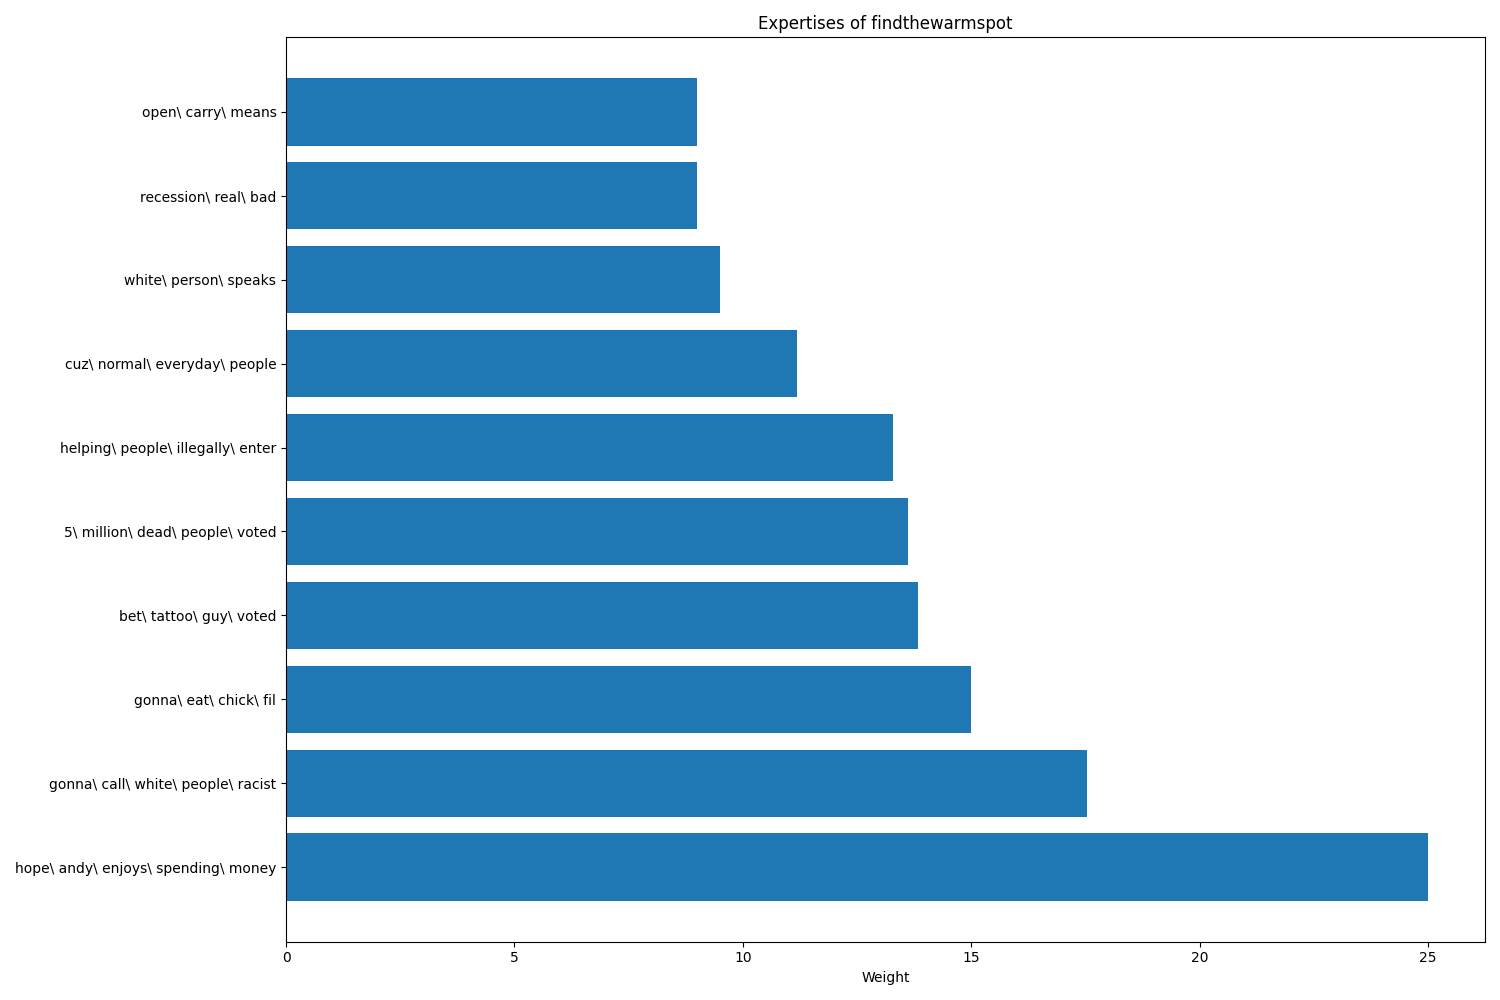 Expertises of findthewarmspot
open\ carry\ means
recession\ real\ bad
white\ person\ speaks
cuz\ normal\ everyday\ people
helping\ people\ illegally\ enter
5\ million\ dead\ people\ voted
bet\ tattoo\ guy\ voted
gonna\ eat\ chick\ fil
gonna\ call\ white\ people\ racist
hope\ andy\ enjoys\ spending\ money
0 5 10 15 20 25
Weight